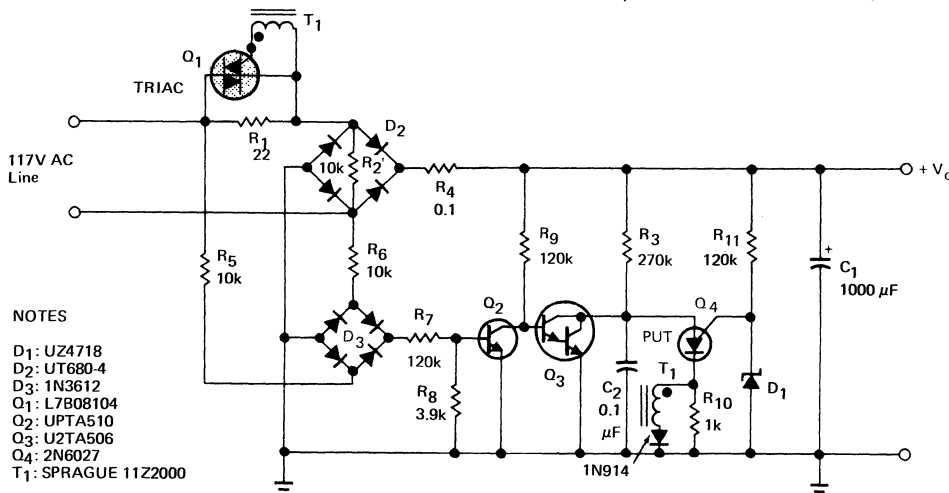 T1
Q1
TRIAC
R1
22
D2
117V AC
Line
10k
R2'
R4
0.1
+ Vo
R5
10k
R6
10k
R9
120k
R3
270k
R11
120k
C1
1000 μF
+
Q2
Q3
Q4
PUT
D3
R7
120k
R8
3.9k
C2
0.1
μF
T1
R10
1k
D1
1N914
NOTES
D1: UZ4718
D2: UT680-4
D3: 1N3612
Q1: L7B08104
Q2: UPTA510
Q3: U2TA506
Q4: 2N6027
T1: SPRAGUE 11Z2000